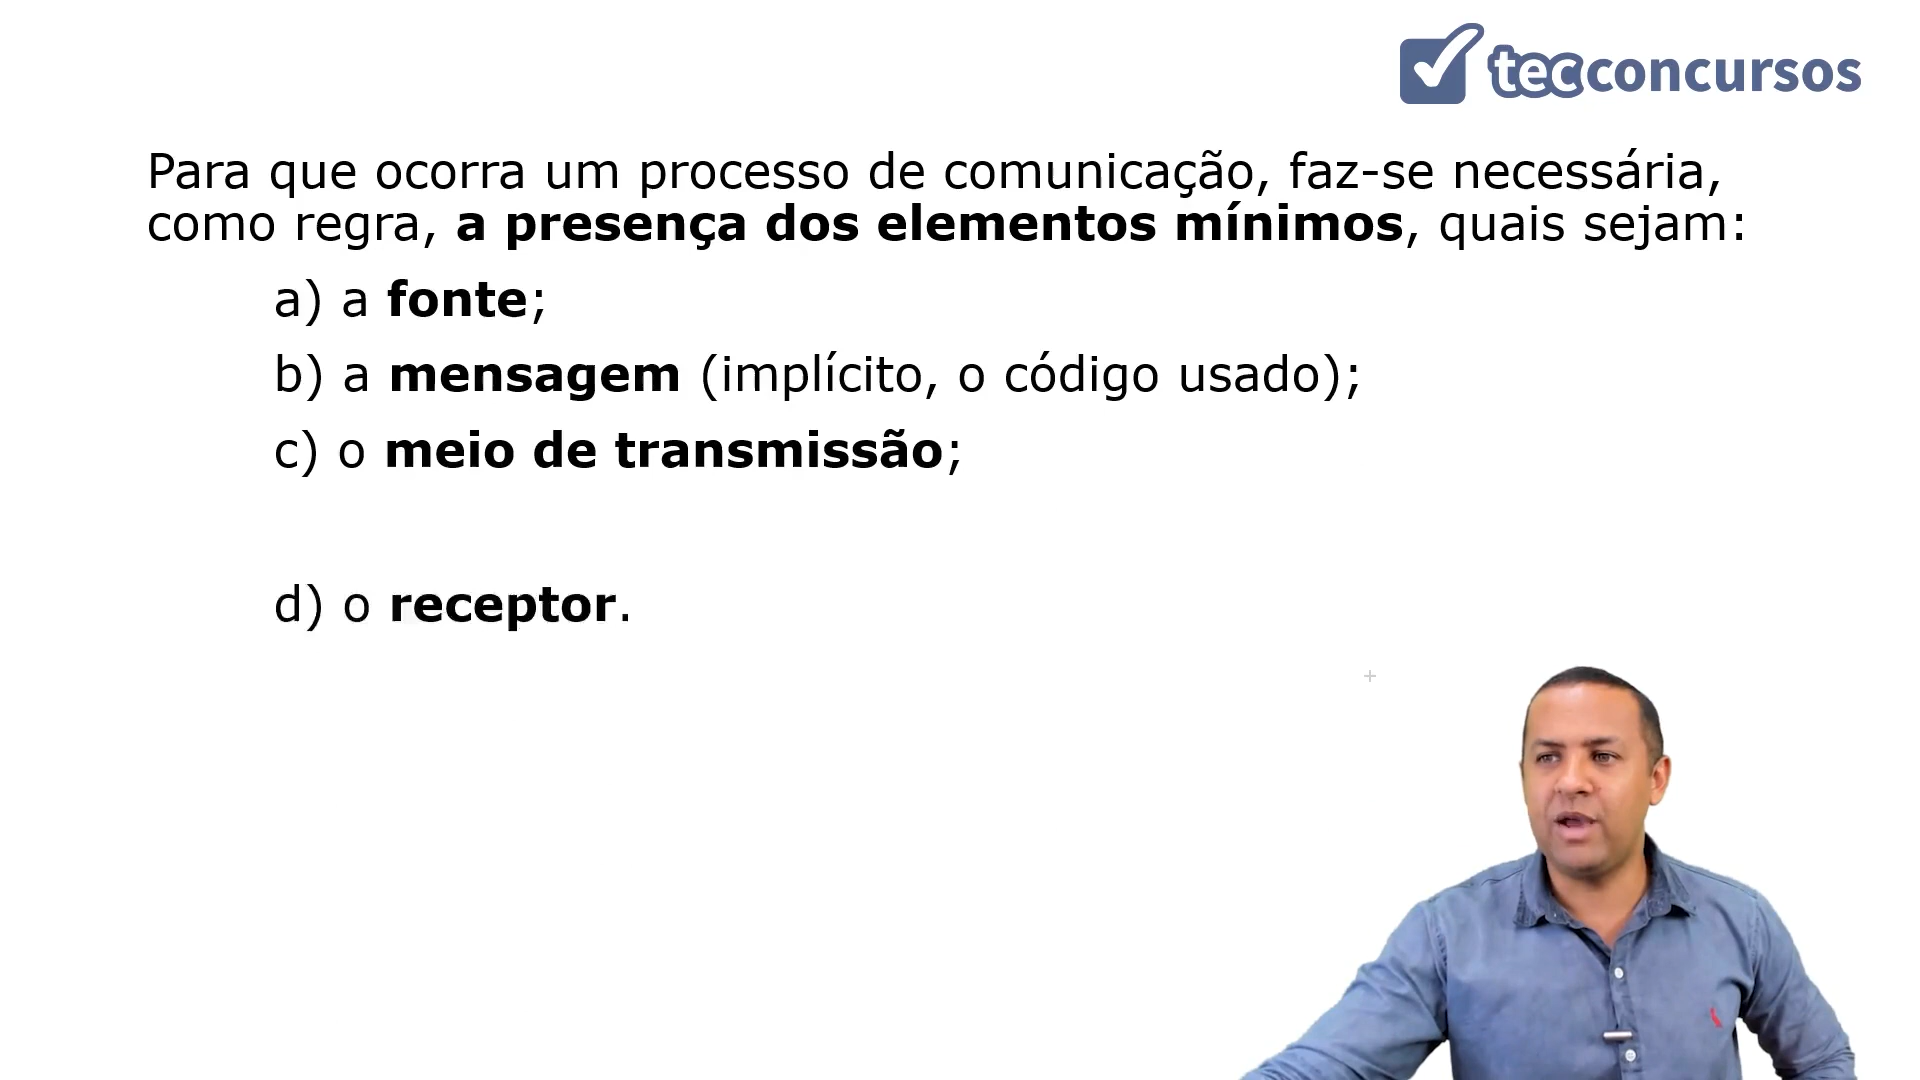 tecconcursos
Para que ocorra um processo de comunicação, faz-se necessária,
como regra, a presença dos elementos mínimos, quais sejam:
a) a fonte;
b) a mensagem (implícito, o código usado);
c) o meio de transmissão;
d) o receptor.